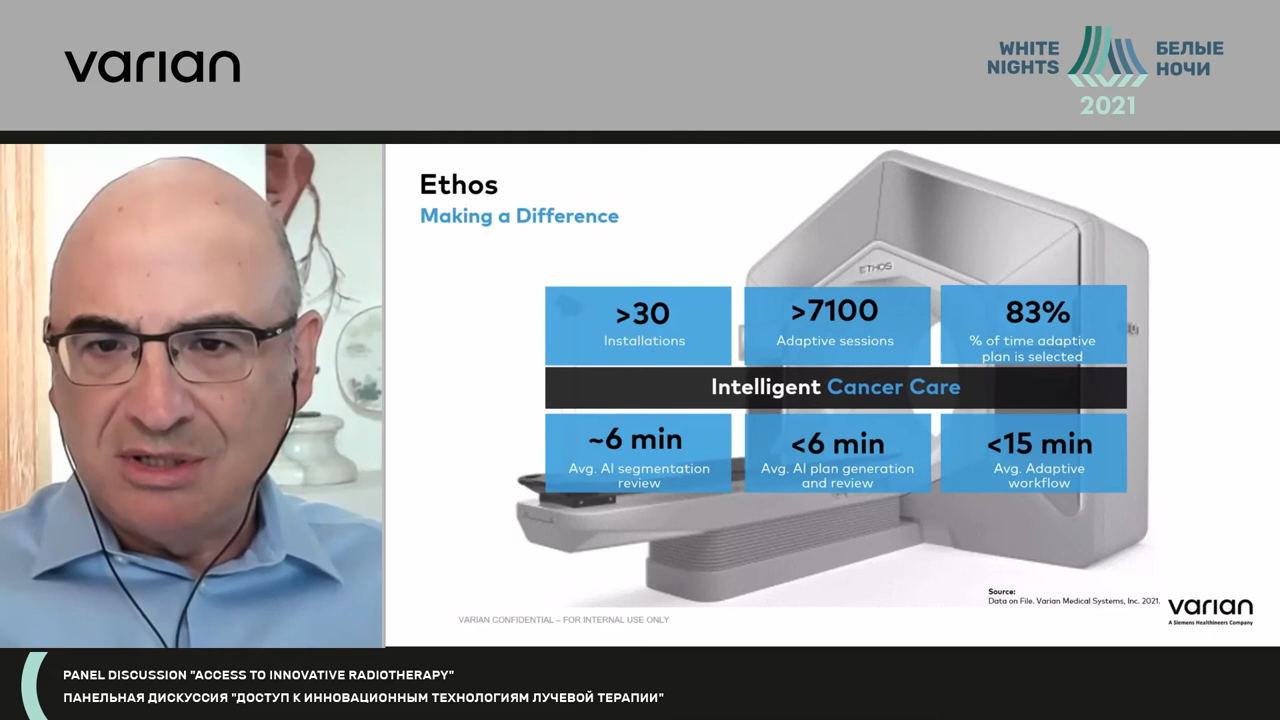 varian
WHITE
NIGHTS
БЕЛЫЕ
НОЧИ
2021
Ethos
Making a Difference
ETHOS
>30
Installations
>7100
Adaptive sessions
83%
% of time adaptive
plan is selected
Intelligent Cancer Care
~6 min
Avg. AI segmentation
review
<6 min
Avg. AI plan generation
and review
<15 min
Avg. Adaptive
workflow
Source:
Data on File. Varian Medical Systems, Inc. 2021.
varian
A Siemens Healthineers Company
VARIAN CONFIDENTIAL – FOR INTERNAL USE ONLY
PANEL DISCUSSION "ACCESS TO INNOVATIVE RADIOTHERAPY"
ПАНЕЛЬНАЯ ДИСКУССИЯ "ДОСТУП К ИННОВАЦИОННЫМ ТЕХНОЛОГИЯМ ЛУЧЕВОЙ ТЕРАПИИ"